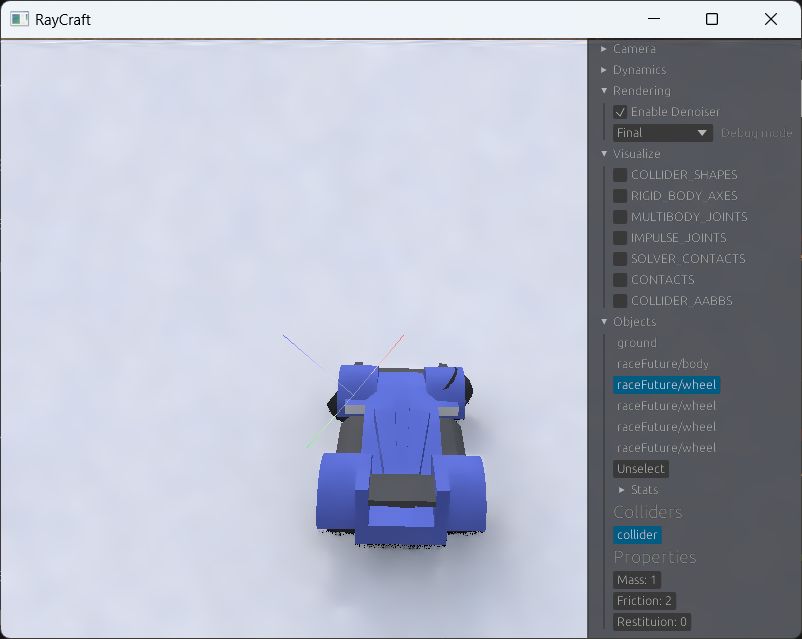 RayCraft
Camera
Dynamics
Rendering
Enable Denoiser
Final Debug mode
Visualize
COLLIDER_SHAPES
RIGID_BODY_AXES
MULTIBODY_JOINTS
IMPULSE_JOINTS
SOLVER_CONTACTS
CONTACTS
COLLIDER_AABBS
Objects
ground
raceFuture/body
raceFuture/wheel
raceFuture/wheel
raceFuture/wheel
raceFuture/wheel
Unselect
Stats
Colliders
collider
Properties
Mass: 1
Friction: 2
Restituion: 0